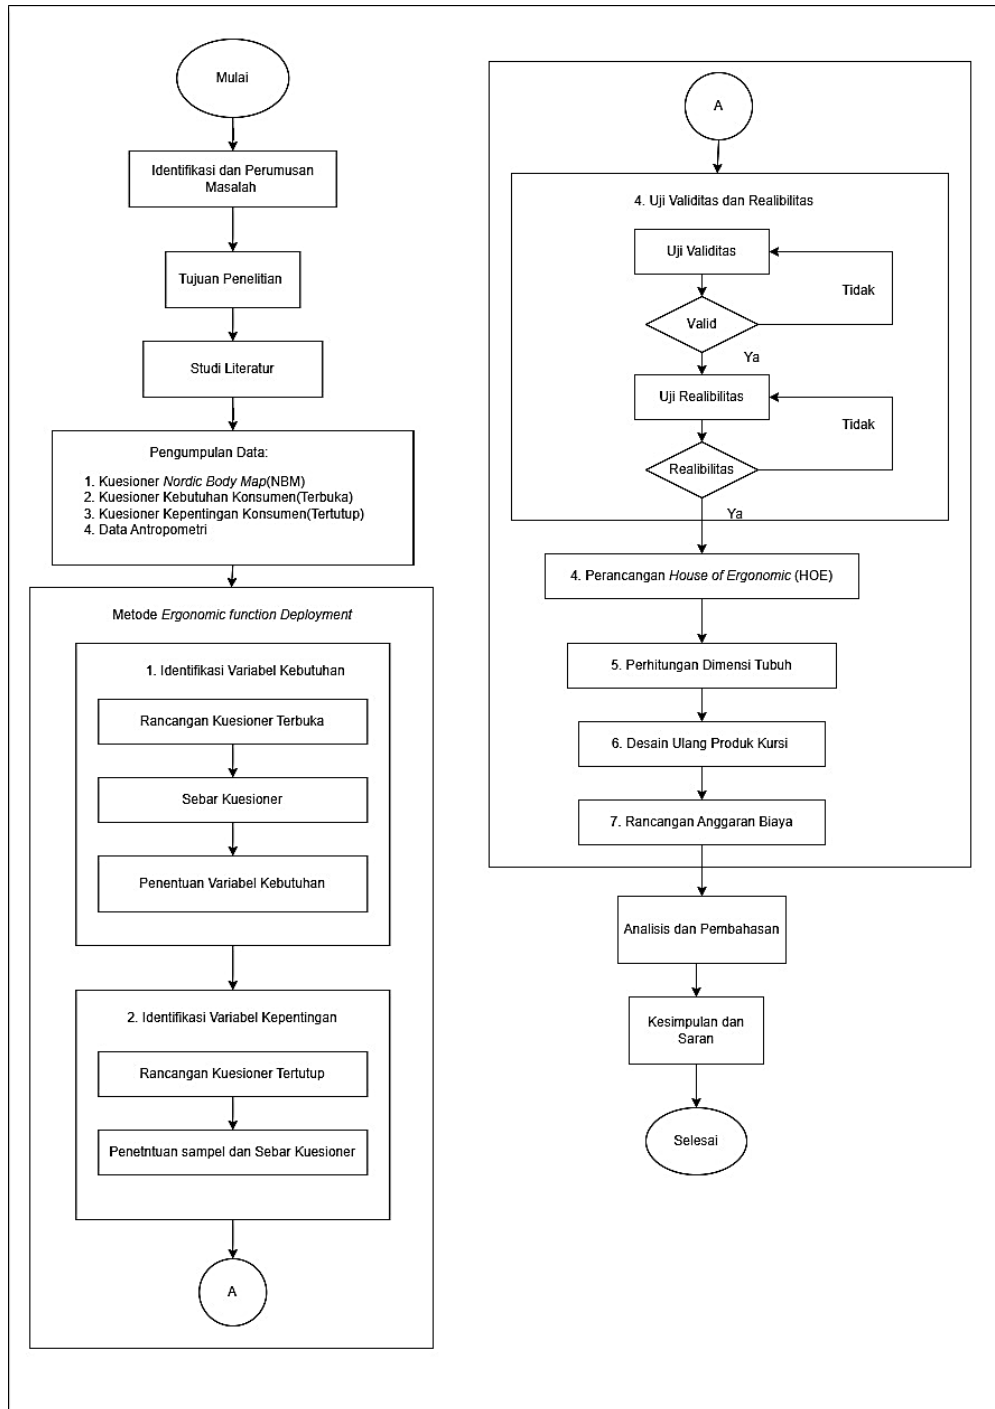 Mulai
Identifikasi dan Perumusan
Masalah
Tujuan Penelitian
Studi Literatur
Pengumpulan Data:
1. Kuesioner Nordic Body Map(NBM)
2. Kuesioner Kebutuhan Konsumen(Terbuka)
3. Kuesioner Kepentingan Konsumen(Tertutup)
4. Data Antropometri
Metode Ergonomic function Deployment
1. Identifikasi Variabel Kebutuhan
Rancangan Kuesioner Terbuka
Sebar Kuesioner
Penentuan Variabel Kebutuhan
2. Identifikasi Variabel Kepentingan
Rancangan Kuesioner Tertutup
Penetntuan sampel dan Sebar Kuesioner
A
A
4. Uji Validitas dan Realibilitas
Uji Validitas
Tidak
Valid
Ya
Uji Realibilitas
Tidak
Realibilitas
Ya
4. Perancangan House of Ergonomic (HOE)
5. Perhitungan Dimensi Tubuh
6. Desain Ulang Produk Kursi
7. Rancangan Anggaran Biaya
Analisis dan Pembahasan
Kesimpulan dan
Saran
Selesai